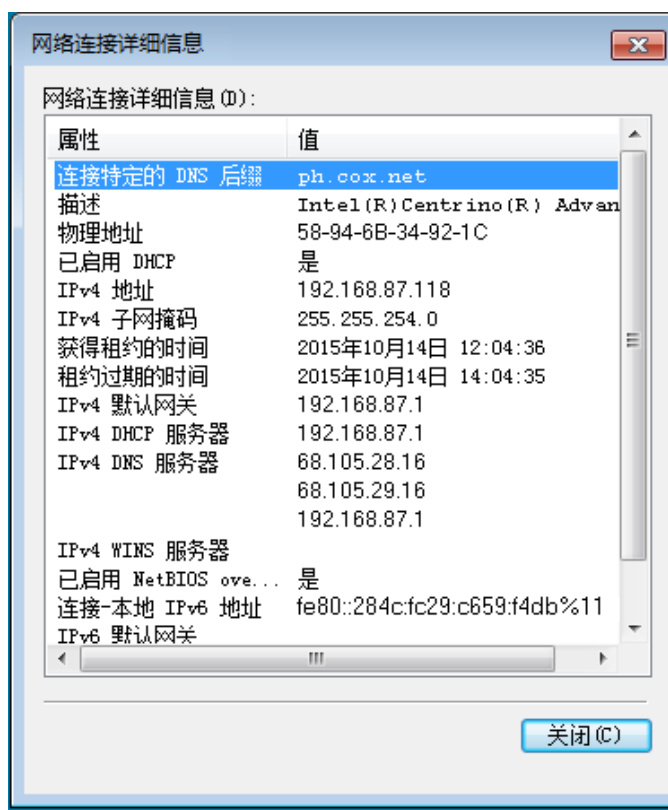 网络连接详细信息
网络连接详细信息(D):
属性 值
连接特定的 DNS 后缀 ph.cox.net
描述 Intel(R)Centrino(R) Advan
物理地址 58-94-6B-34-92-1C
已启用 DHCP 是
IPv4 地址 192.168.87.118
IPv4 子网掩码 255.255.254.0
获得租约的时间 2015年10月14日 12:04:36
租约过期的时间 2015年10月14日 14:04:35
IPv4 默认网关 192.168.87.1
IPv4 DHCP 服务器 192.168.87.1
IPv4 DNS 服务器 68.105.28.16
68.105.29.16
192.168.87.1
IPv4 WINS 服务器
已启用 NetBIOS ove... 是
连接-本地 IPv6 地址 fe80::284c:fc29:c659:f4db%11
IPv6 默认网关
关闭(C)